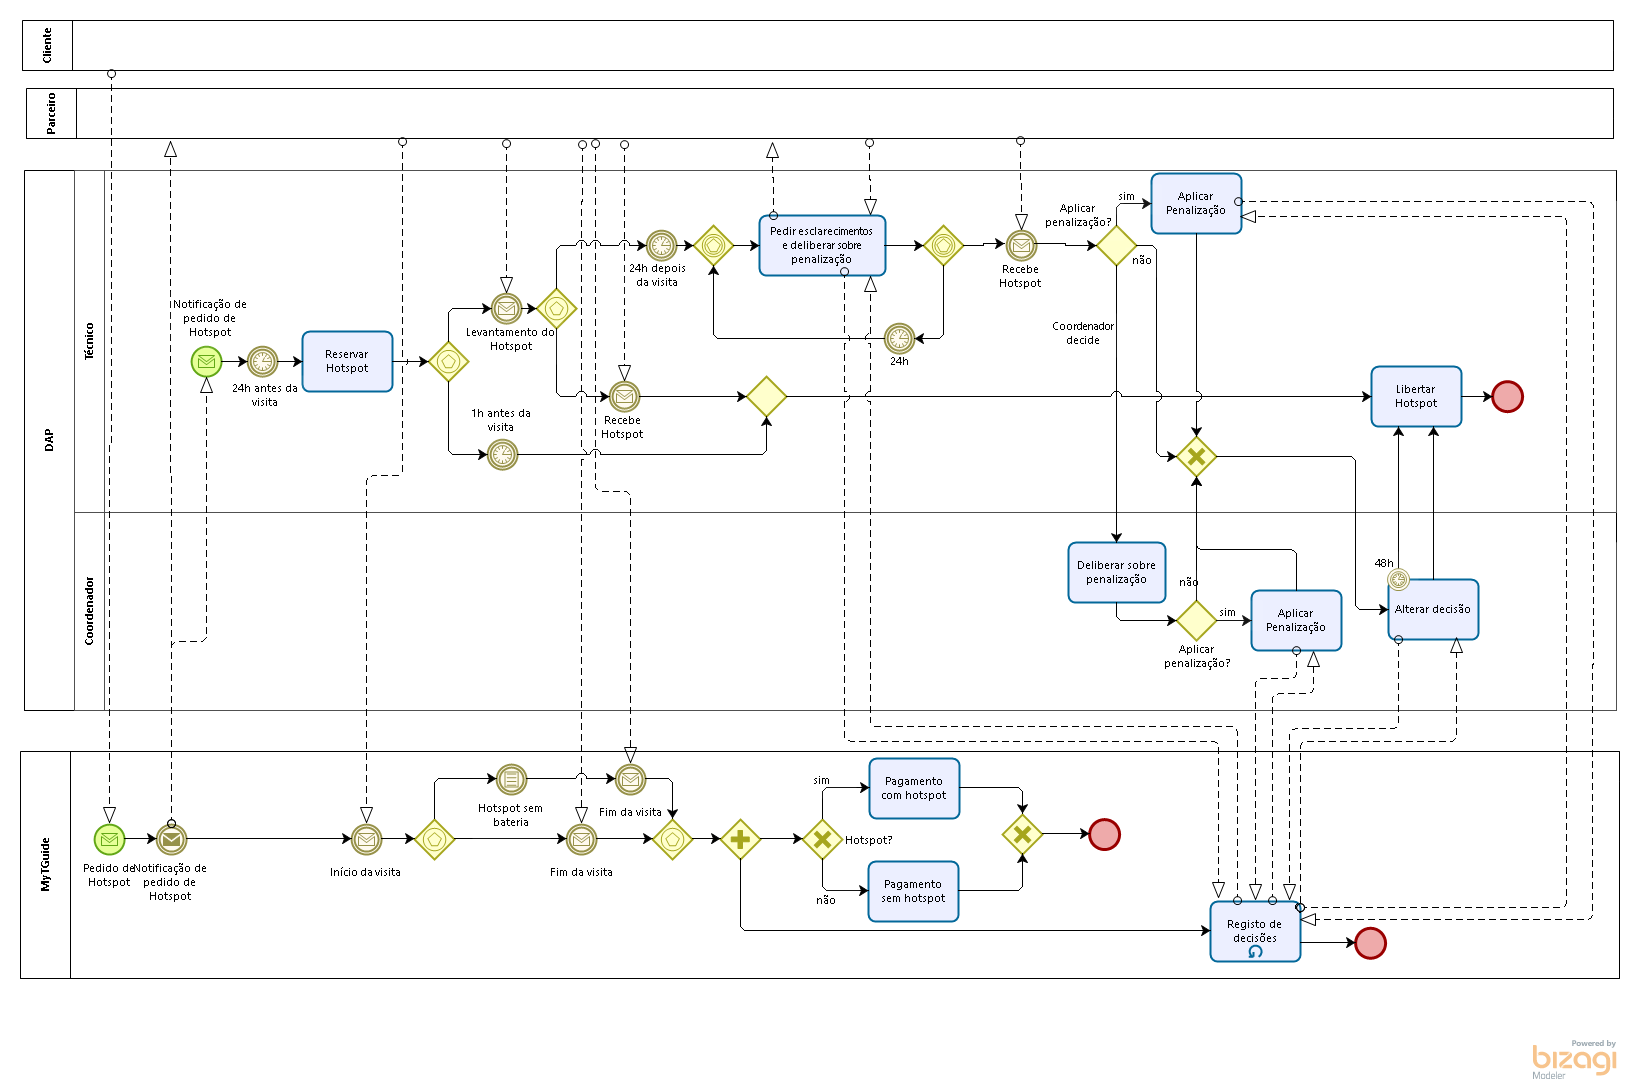 Cliente
Parceiro
DAP
Técnico
Notificação de
pedido de
Hotspot
24h antes da
visita
Reservar
Hotspot
Levantamento do
Hotspot
1h antes da
visita
24h depois
da visita
Recebe
Hotspot
Pedir esclarecimentos
e deliberar sobre
penalização
24h
Recebe
Hotspot
Aplicar
penalização?
sim
não
Aplicar
Penalização
Coordenador
decide
Libertar
Hotspot
Coordenador
Deliberar sobre
penalização
não
sim
Aplicar
penalização?
Aplicar
Penalização
48h
Alterar decisão
MyTGuide
Pedido de
Hotspot
Notificação de
pedido de
Hotspot
Início da visita
Hotspot sem
bateria
Fim da visita
Fim da visita
sim
Hotspot?
não
Pagamento
com hotspot
Pagamento
sem hotspot
Registo de
decisões
Powered by
bizagi
Modeler